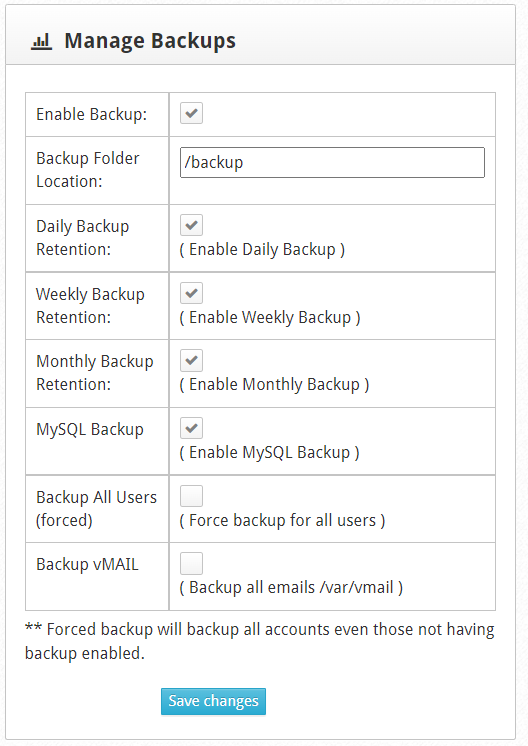 Manage Backups
Enable Backup:
Backup Folder
Location:
/backup
Daily Backup
Retention:
( Enable Daily Backup )
Weekly Backup
Retention:
( Enable Weekly Backup )
Monthly Backup
Retention:
( Enable Monthly Backup )
MySQL Backup
( Enable MySQL Backup )
Backup All Users
(forced)
( Force backup for all users )
Backup vMAIL
( Backup all emails /var/vmail )
** Forced backup will backup all accounts even those not having
backup enabled.
Save changes